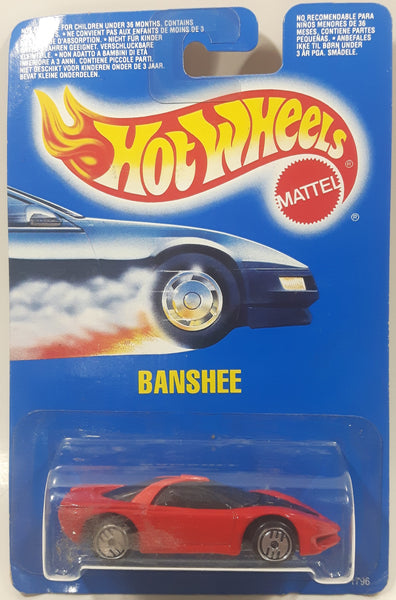 FOR CHILDREN UNDER 36 MONTHS. CONTAINS
• NE CONVIENT PAS AUX ENFANTS DE MOINS DE 3
D'ABSORPTION. • NICHT FUR KINDER
JAHREN GEEIGNET. VERSCHLUCKBARE
• NON ADATTO A BAMBINI DI ETÀ
INFERIORE A 3 ANNI, CONTIENE PICCOLE PARTI.
NIET GESCHIKT VOOR KINDEREN ONDER DE 3 JAAR.
BEVAT KLEINE ONDERDELEN.
NO RECOMENDABLE PARA
NIÑOS MENORES DE 36
MESES, CONTIENE PARTES
PEQUEÑAS. • ANBEFALES
IKKE TIL BØRN UNDER
3 ÅR PGA. SMÅDELE.
HOT WHEELS ®
MATTEL
®
BANSHEE
1796